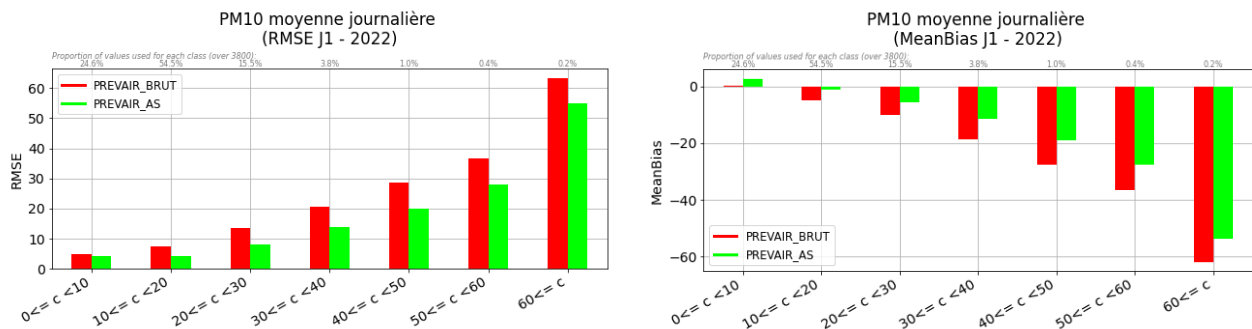 PM10 moyenne journalière
(RMSE J1 - 2022)
Proportion of values used for each class (over 3800):
24.6% 54.5% 15.5% 3.8% 1.0% 0.4% 0.2%
PREVAIR_BRUT
PREVAIR_AS
RMSE
60
50
40
30
20
10
0
0<= c <10
10<= c <20
20<= c <30
30<= c <40
40<= c <50
50<= c <60
60<= c
PM10 moyenne journalière
(MeanBias J1 - 2022)
Proportion of values used for each class (over 3800):
24.6% 54.5% 15.5% 3.8% 1.0% 0.4% 0.2%
MeanBias
0
−20
−40
−60
PREVAIR_BRUT
PREVAIR_AS
0<= c <10
10<= c <20
20<= c <30
30<= c <40
40<= c <50
50<= c <60
60<= c